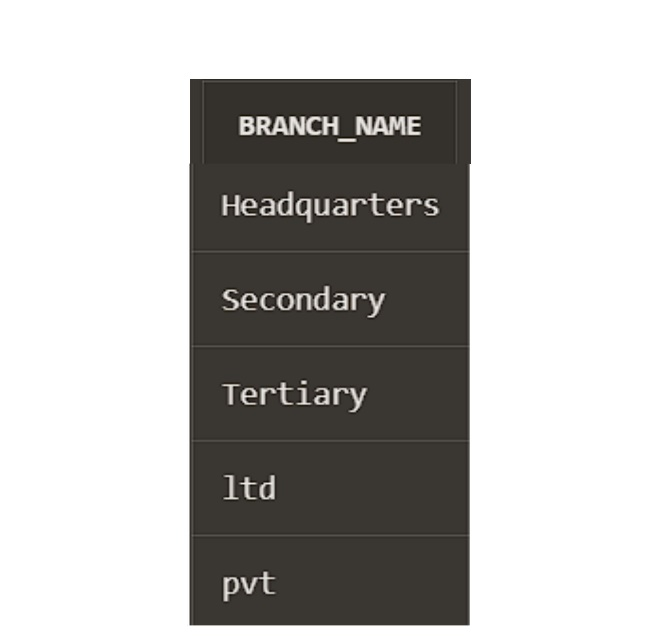 BRANCH_NAME
Headquarters
Secondary
Tertiary
ltd
pvt